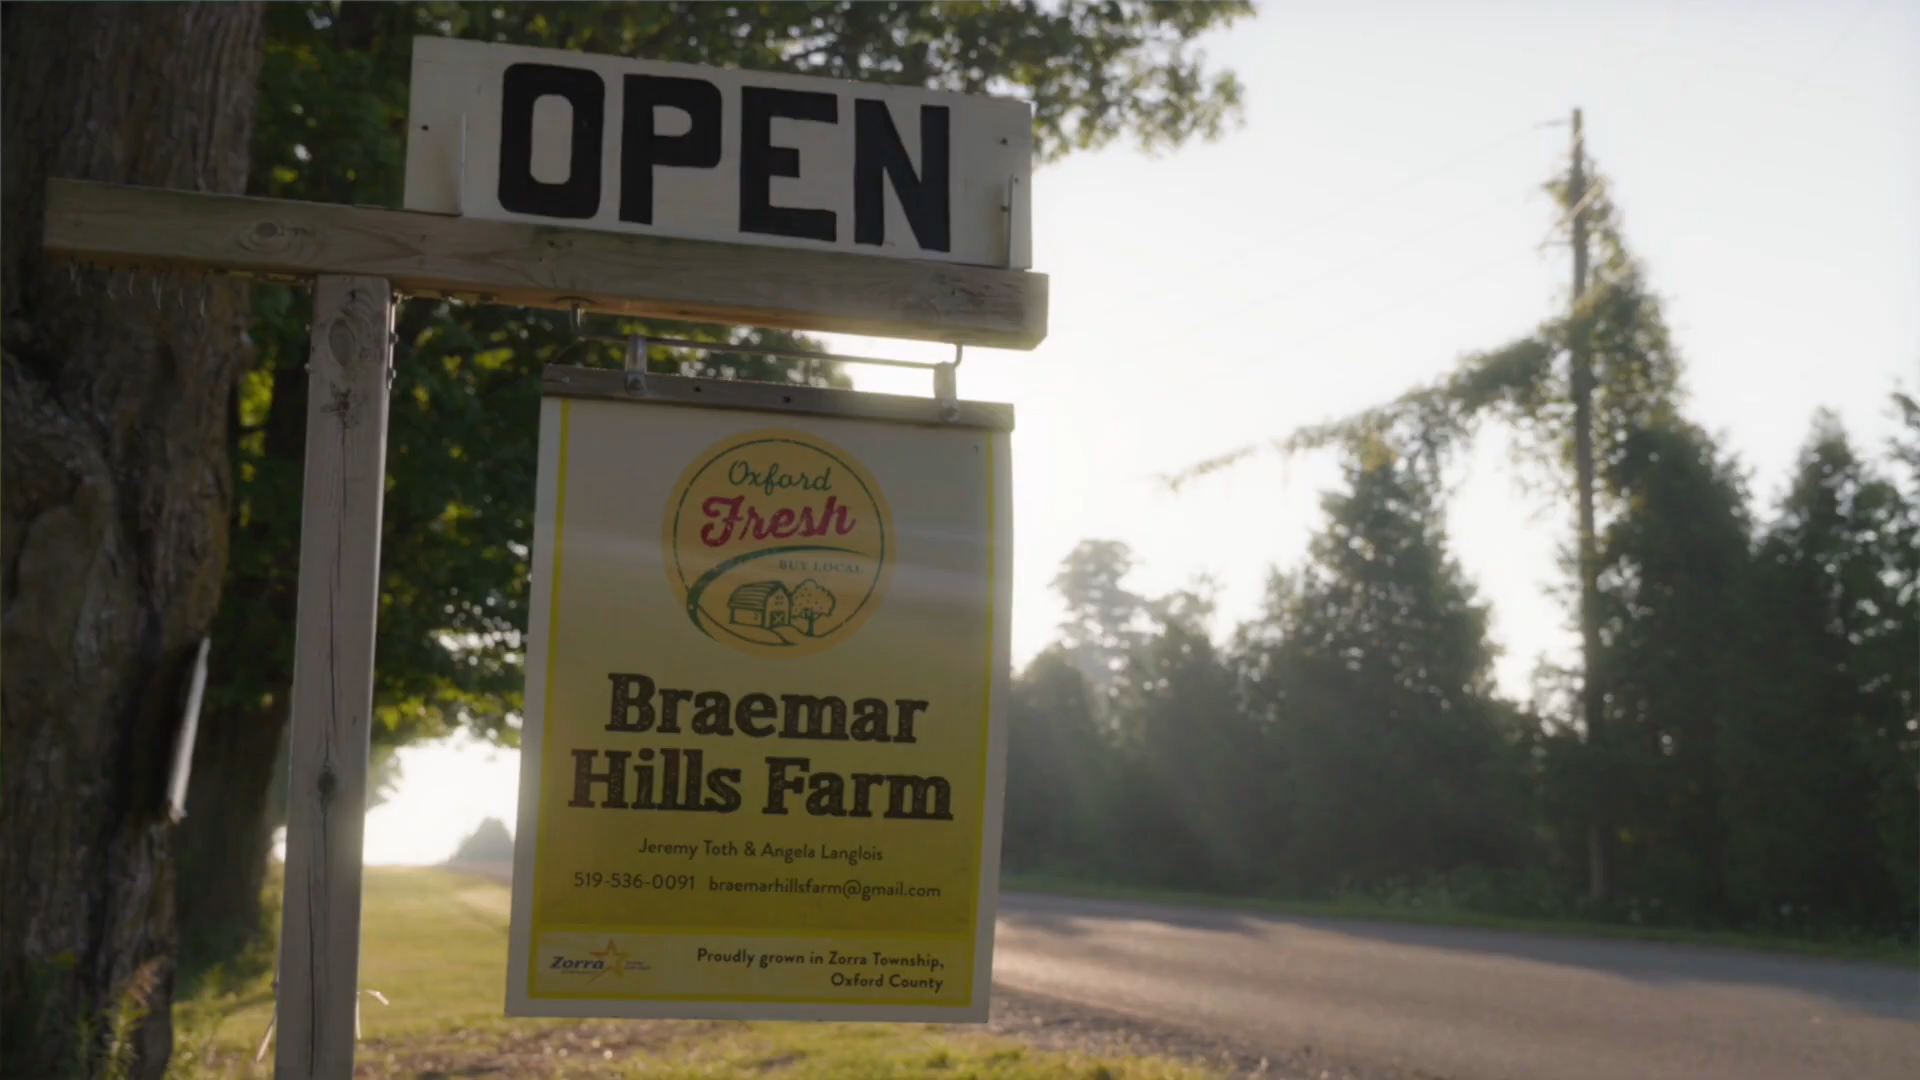 OPEN
Oxford
Fresh
BUY LOCAL
Braemar
Hills Farm
Jeremy Toth & Angela Langlois
519-536-0091 braemarhillsfarm@gmail.com
Zorra
Proudly grown in Zorra Township,
Oxford County